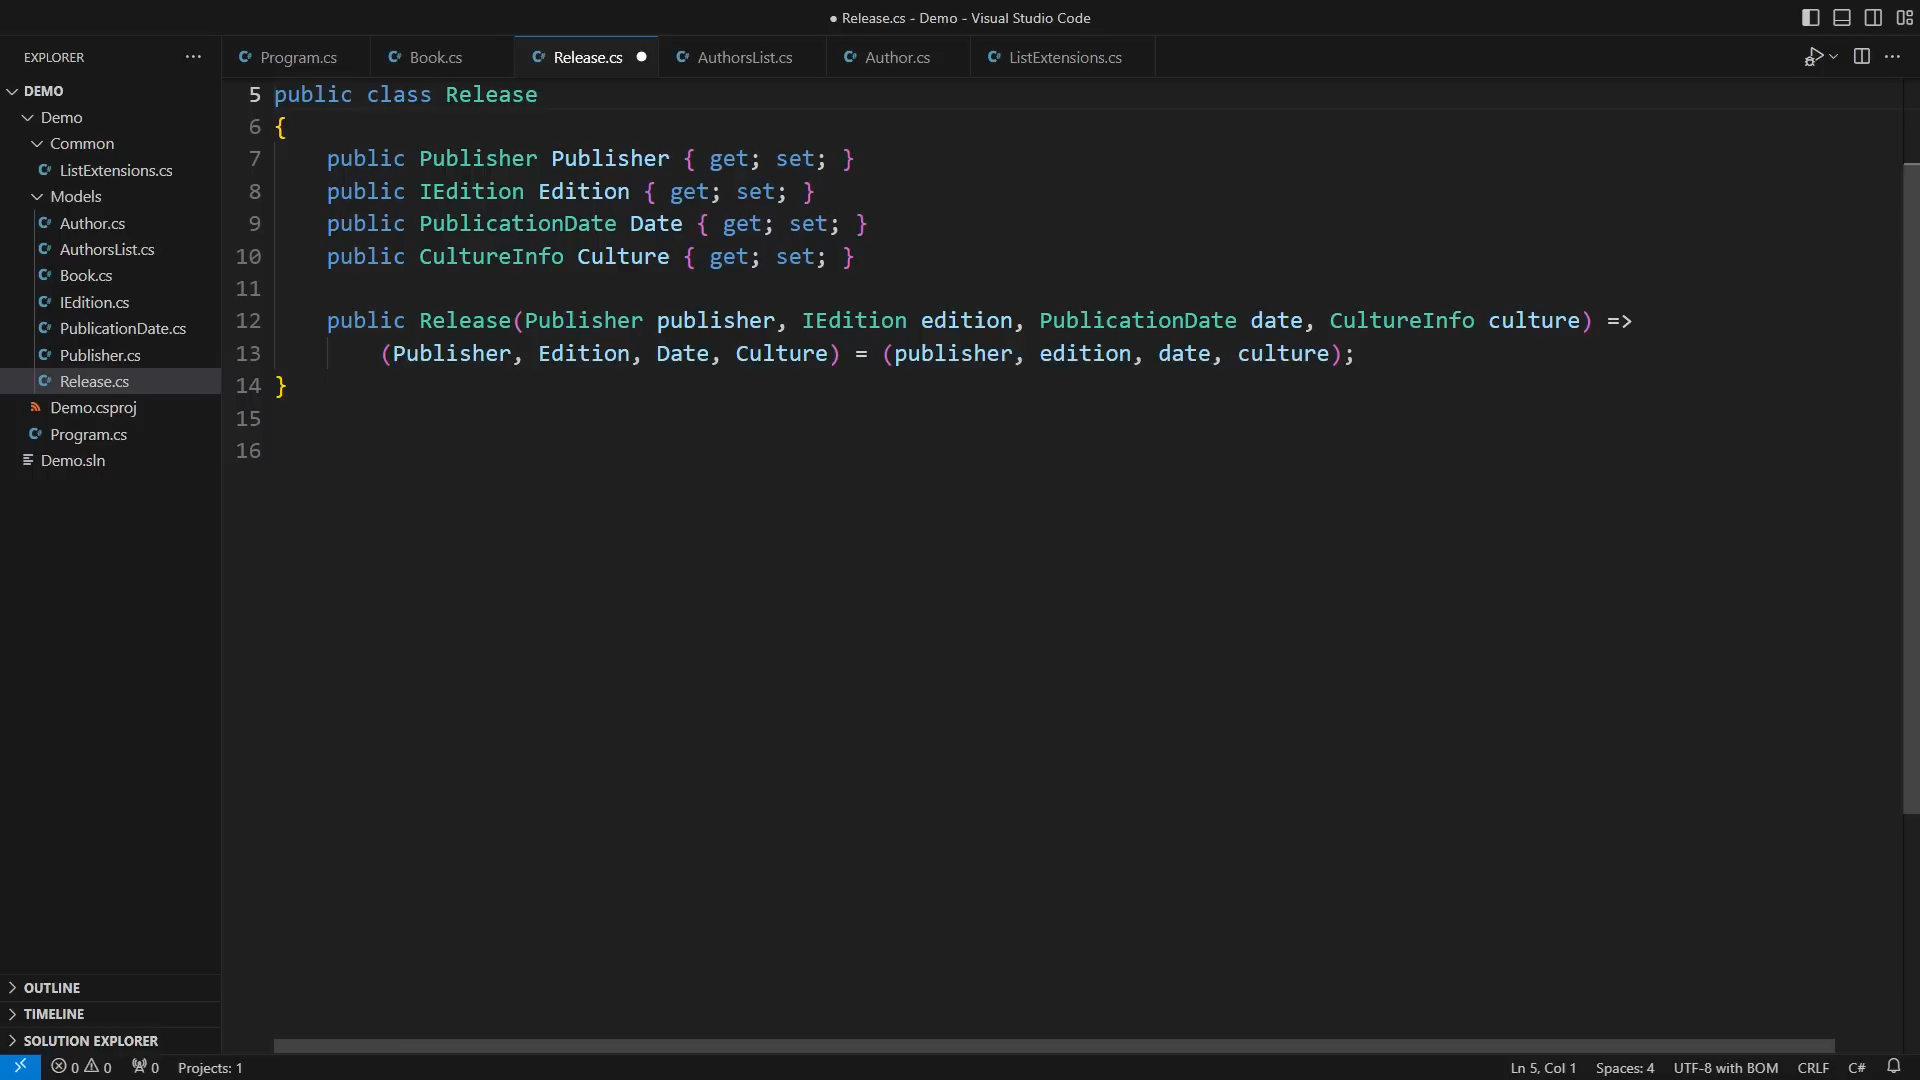 ● Release.cs - Demo - Visual Studio Code
EXPLORER
Program.cs
Book.cs
Release.cs
AuthorsList.cs
Author.cs
ListExtensions.cs
DEMO
Demo
Common
ListExtensions.cs
Models
Author.cs
AuthorsList.cs
Book.cs
IEdition.cs
PublicationDate.cs
Publisher.cs
Release.cs
Demo.csproj
Program.cs
Demo.sln
OUTLINE
TIMELINE
SOLUTION EXPLORER
5 public class Release
6 {
7     public Publisher Publisher { get; set; }
8     public IEdition Edition { get; set; }
9     public PublicationDate Date { get; set; }
10     public CultureInfo Culture { get; set; }
11
12     public Release(Publisher publisher, IEdition edition, PublicationDate date, CultureInfo culture) =>
13         (Publisher, Edition, Date, Culture) = (publisher, edition, date, culture);
14 }
15
16
0 0 0 Projects: 1 Ln 5, Col 1 Spaces: 4 UTF-8 with BOM CRLF C#